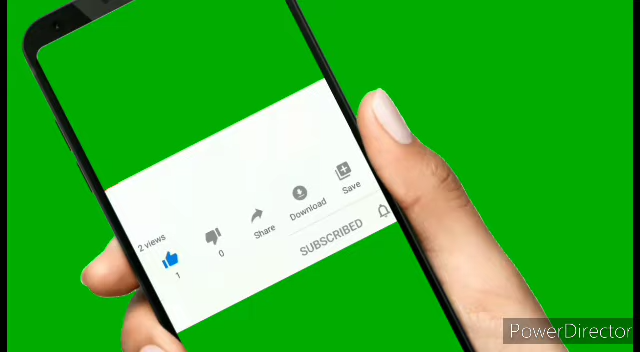 2 views
1
0
Share
Download
Save
SUBSCRIBED
PowerDirector